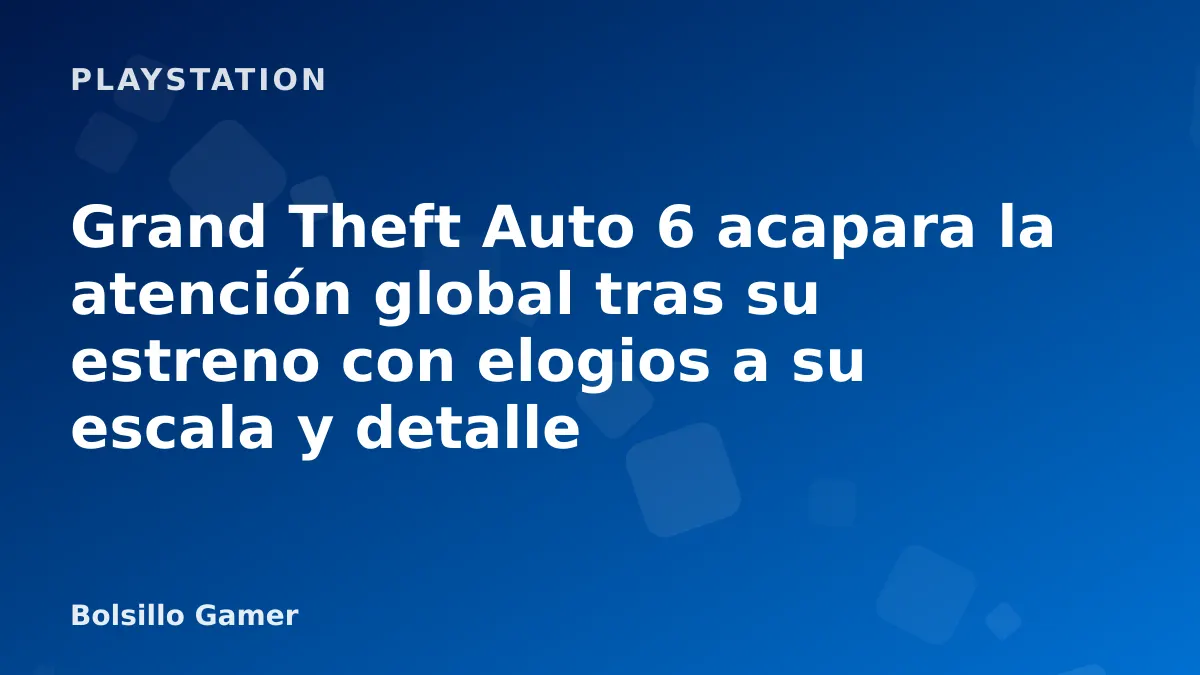 PLAYSTATION
Grand Theft Auto 6 acapara la
atención global tras su
estreno con elogios a su
escala y detalle
Bolsillo Gamer